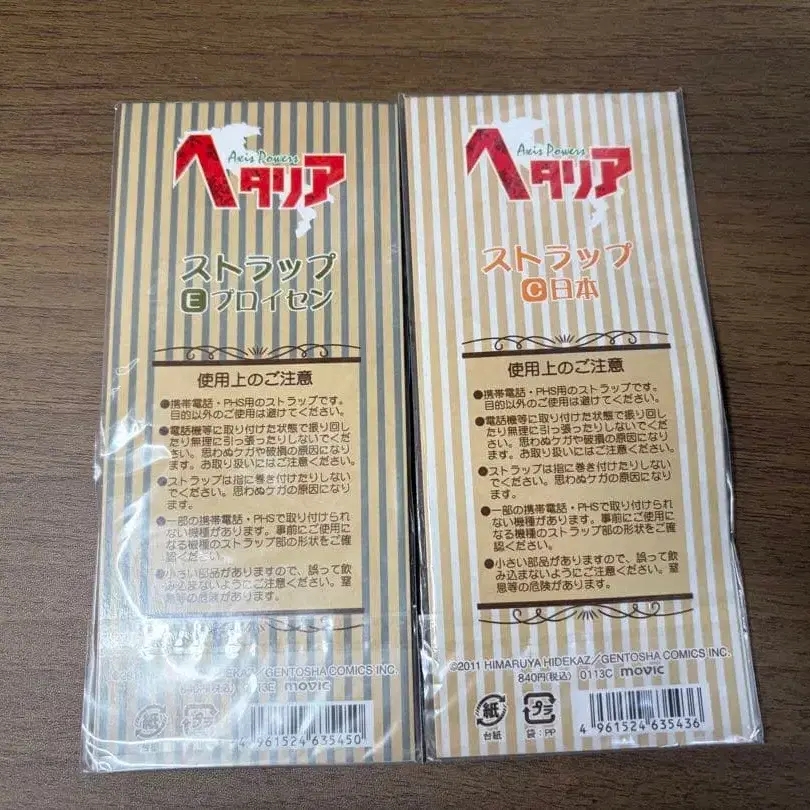 Axis Powers
ヘタリア
ストラップ
E プロイセン
使用上のご注意
●携帯電話・PHS用のストラップです。
目的以外のご使用は避けてください。
●電話機等に取り付けた状態で振り回し
たり無理に引っ張ったりしないでくだ
さい。思わぬケガや破損の原因になり
ます。お取り扱いにはご注意ください。
●ストラップは指に巻き付けたりしない
でください。思わぬケガの原因になり
ます。
●一部の携帯電話・PHSで取り付けられ
ない機種があります。事前にご使用に
なる機種のストラップ部の形状をご確
認ください。
●小さい部品がありますので、誤って飲
み込まないようにご注意ください。窒
息等の危険があります。
HIDEKAZ/GENTOSHA COMICS INC.
840円(税込) 0113E movic
紙
台紙
プラ
4 961524 635450
Axis Powers
ヘタリア
ストラップ
C 日本
使用上のご注意
●携帯電話・PHS用のストラップです。
目的以外のご使用は避けてください。
●電話機等に取り付けた状態で振り回し
たり無理に引っ張ったりしないでくだ
さい。思わぬケガや破損の原因になり
ます。お取り扱いにはご注意ください。
●ストラップは指に巻き付けたりしない
でください。思わぬケガの原因になり
ます。
●一部の携帯電話・PHSで取り付けられ
ない機種があります。事前にご使用に
なる機種のストラップ部の形状をご確
認ください。
●小さい部品がありますので、誤って飲
み込まないようにご注意ください。窒
息等の危険があります。
©2011 HIMARUYA HIDEKAZ/GENTOSHA COMICS INC.
840円(税込) 0113C movic
紙
台紙
プラ
袋:PP
4 961524 635436